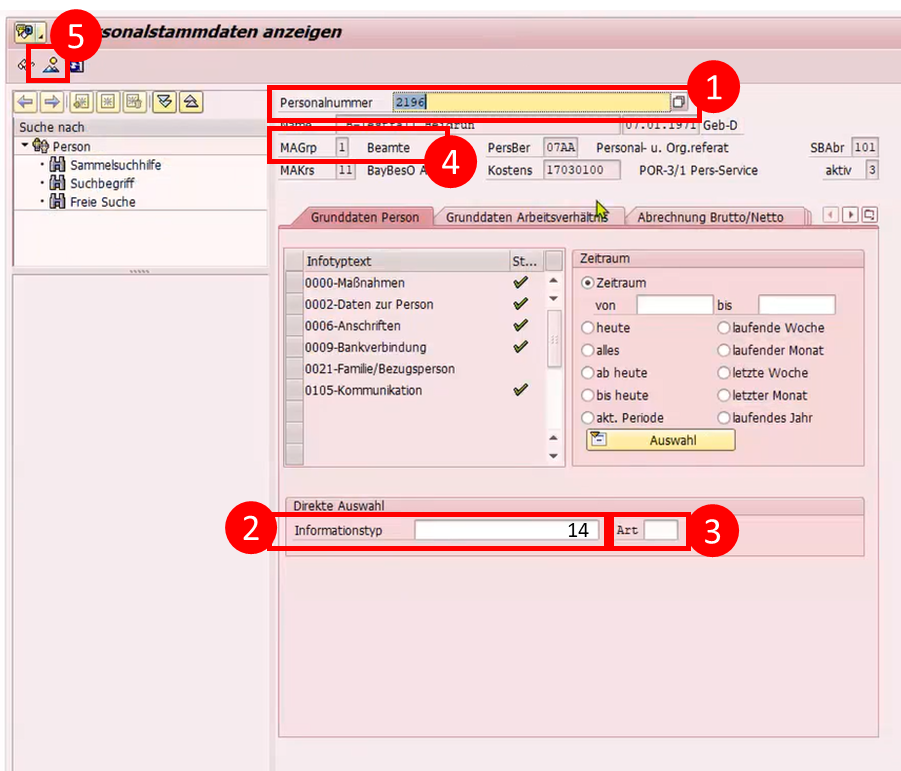 5
sonalstammdaten anzeigen
1
Personalnummer 2196
Suche nach
07.01.1971 Geb-D
Person
MAGrp 1 Beamte PersBer 07AA Personal- u. Org.referat SBAbr 101
4
Sammelsuchhilfe
MAKrs 11 BayBesO A Kostens 17030100 POR-3/1 Pers-Service aktiv 3
Suchbegriff
Freie Suche
Grunddaten Person Grunddaten Arbeitsverhältnis Abrechnung Brutto/Netto
Infotyptext St...
0000-Maßnahmen
0002-Daten zur Person
0006-Anschriften
0009-Bankverbindung
0021-Familie/Bezugsperson
0105-Kommunikation
Zeitraum
Zeitraum
von bis
heute laufende Woche
alles laufender Monat
ab heute letzte Woche
bis heute letzter Monat
akt. Periode laufendes Jahr
Auswahl
Direkte Auswahl
2 Informationstyp 14 Art 3